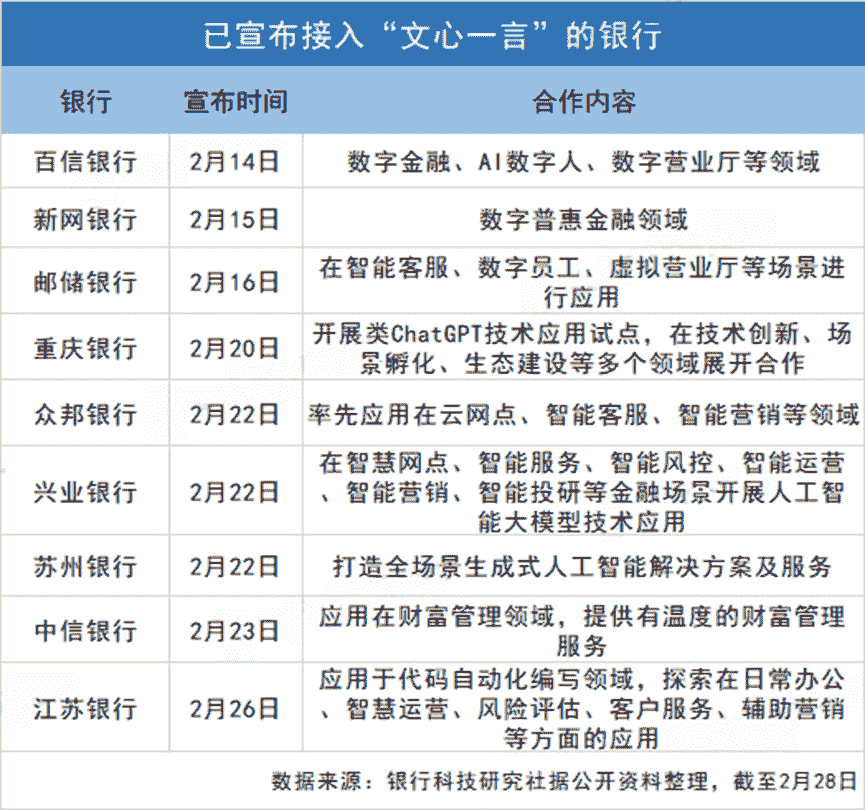 已宣布接入“文心一言”的银行
银行 宣布时间 合作内容
百信银行 2月14日 数字金融、AI数字人、数字营业厅等领域
新网银行 2月15日 数字普惠金融领域
邮储银行 2月16日 在智能客服、数字员工、虚拟营业厅等场景进
行应用
重庆银行 2月20日 开展类ChatGPT技术应用试点，在技术创新、场
景孵化、生态建设等多个领域展开合作
众邦银行 2月22日 率先应用在云网点、智能客服、智能营销等领域
兴业银行 2月22日 在智慧网点、智能服务、智能风控、智能运营
、智能营销、智能投研等金融场景开展人工智
能大模型技术应用
苏州银行 2月22日 打造全场景生成式人工智能解决方案及服务
中信银行 2月23日 应用在财富管理领域，提供有温度的财富管理
服务
江苏银行 2月26日 应用于代码自动化编写领域，探索在日常办公
、智慧运营、风险评估、客户服务、辅助营销
等方面的应用
数据来源：银行科技研究社据公开资料整理，截至2月28日